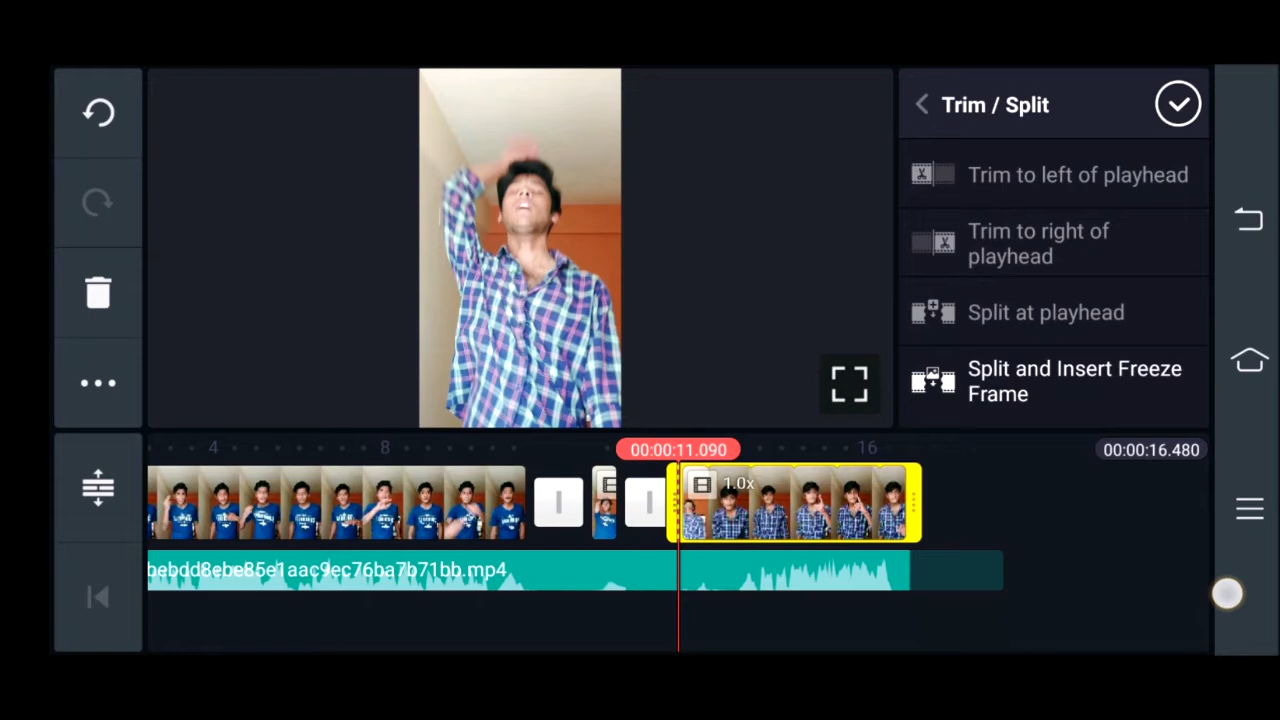 Trim / Split
Trim to left of playhead
Trim to right of
playhead
Split at playhead
Split and Insert Freeze
Frame
4
8
00:00:11.090
16
00:00:16.480
1.0x
bebdd8ebe85e1aac9ec76ba7b71bb.mp4